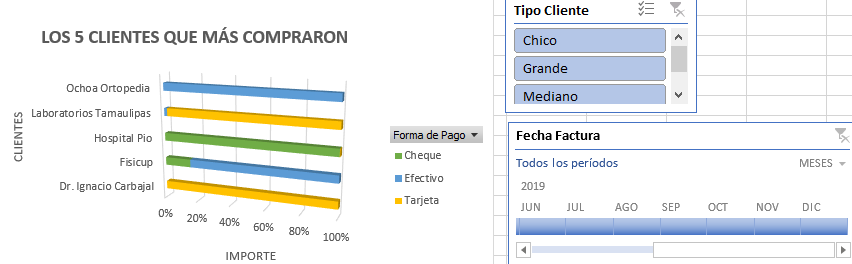 LOS 5 CLIENTES QUE MÁS COMPRARON
CLIENTES
Ochoa Ortopedia
Laboratorios Tamaulipas
Hospital Pio
Fisicup
Dr. Ignacio Carbajal
0% 20% 40% 60% 80% 100%
IMPORTE
Forma de Pago
Cheque
Efectivo
Tarjeta
Tipo Cliente
Chico
Grande
Mediano
Fecha Factura
Todos los períodos MESES
2019
JUN JUL AGO SEP OCT NOV DIC